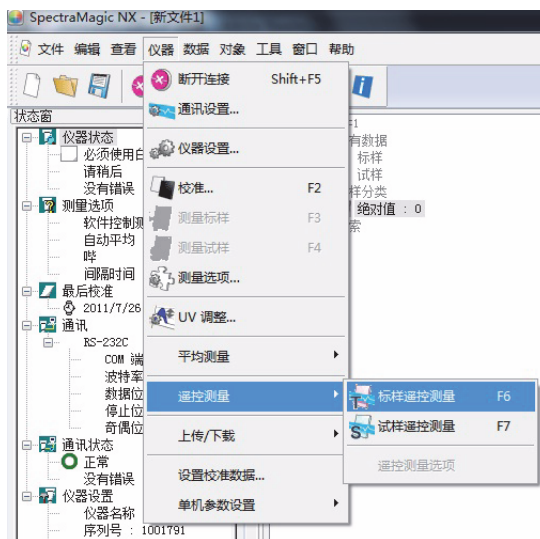 SpectraMagic NX - [新文件1]
文件 编辑 查看 仪器 数据 对象 工具 窗口 帮助
状态窗
仪器状态
必须使用白
请稍后
没有错误
测量选项
软件控制测
自动平均
哔
间隔时间
最后校准
2011/7/26
通讯
RS-232C
COM 端
波特率
数据位
停止位
奇偶位
通讯状态
正常
没有错误
仪器设置
仪器名称
序列号 : 1001791
断开连接 Shift+F5
通讯设置...
仪器设置...
校准... F2
测量标样 F3
测量试样 F4
测量选项...
UV 调整...
平均测量
遥控测量
上传/下载
设置校准数据...
单机参数设置
标样遥控测量 F6
试样遥控测量 F7
遥控测量选项
有数据
标样
试样
样分类
绝对值 : 0
索